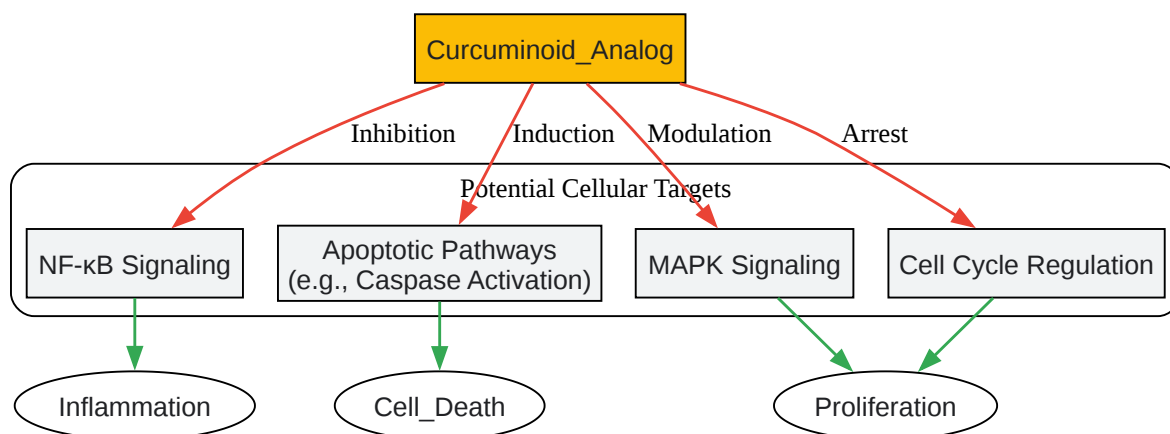 Curcuminoid_Analog
Inhibition
Induction
Modulation
Arrest
Potential Cellular Targets
NF-κB Signaling
Apoptotic Pathways
(e.g., Caspase Activation)
MAPK Signaling
Cell Cycle Regulation
Inflammation
Cell_Death
Proliferation